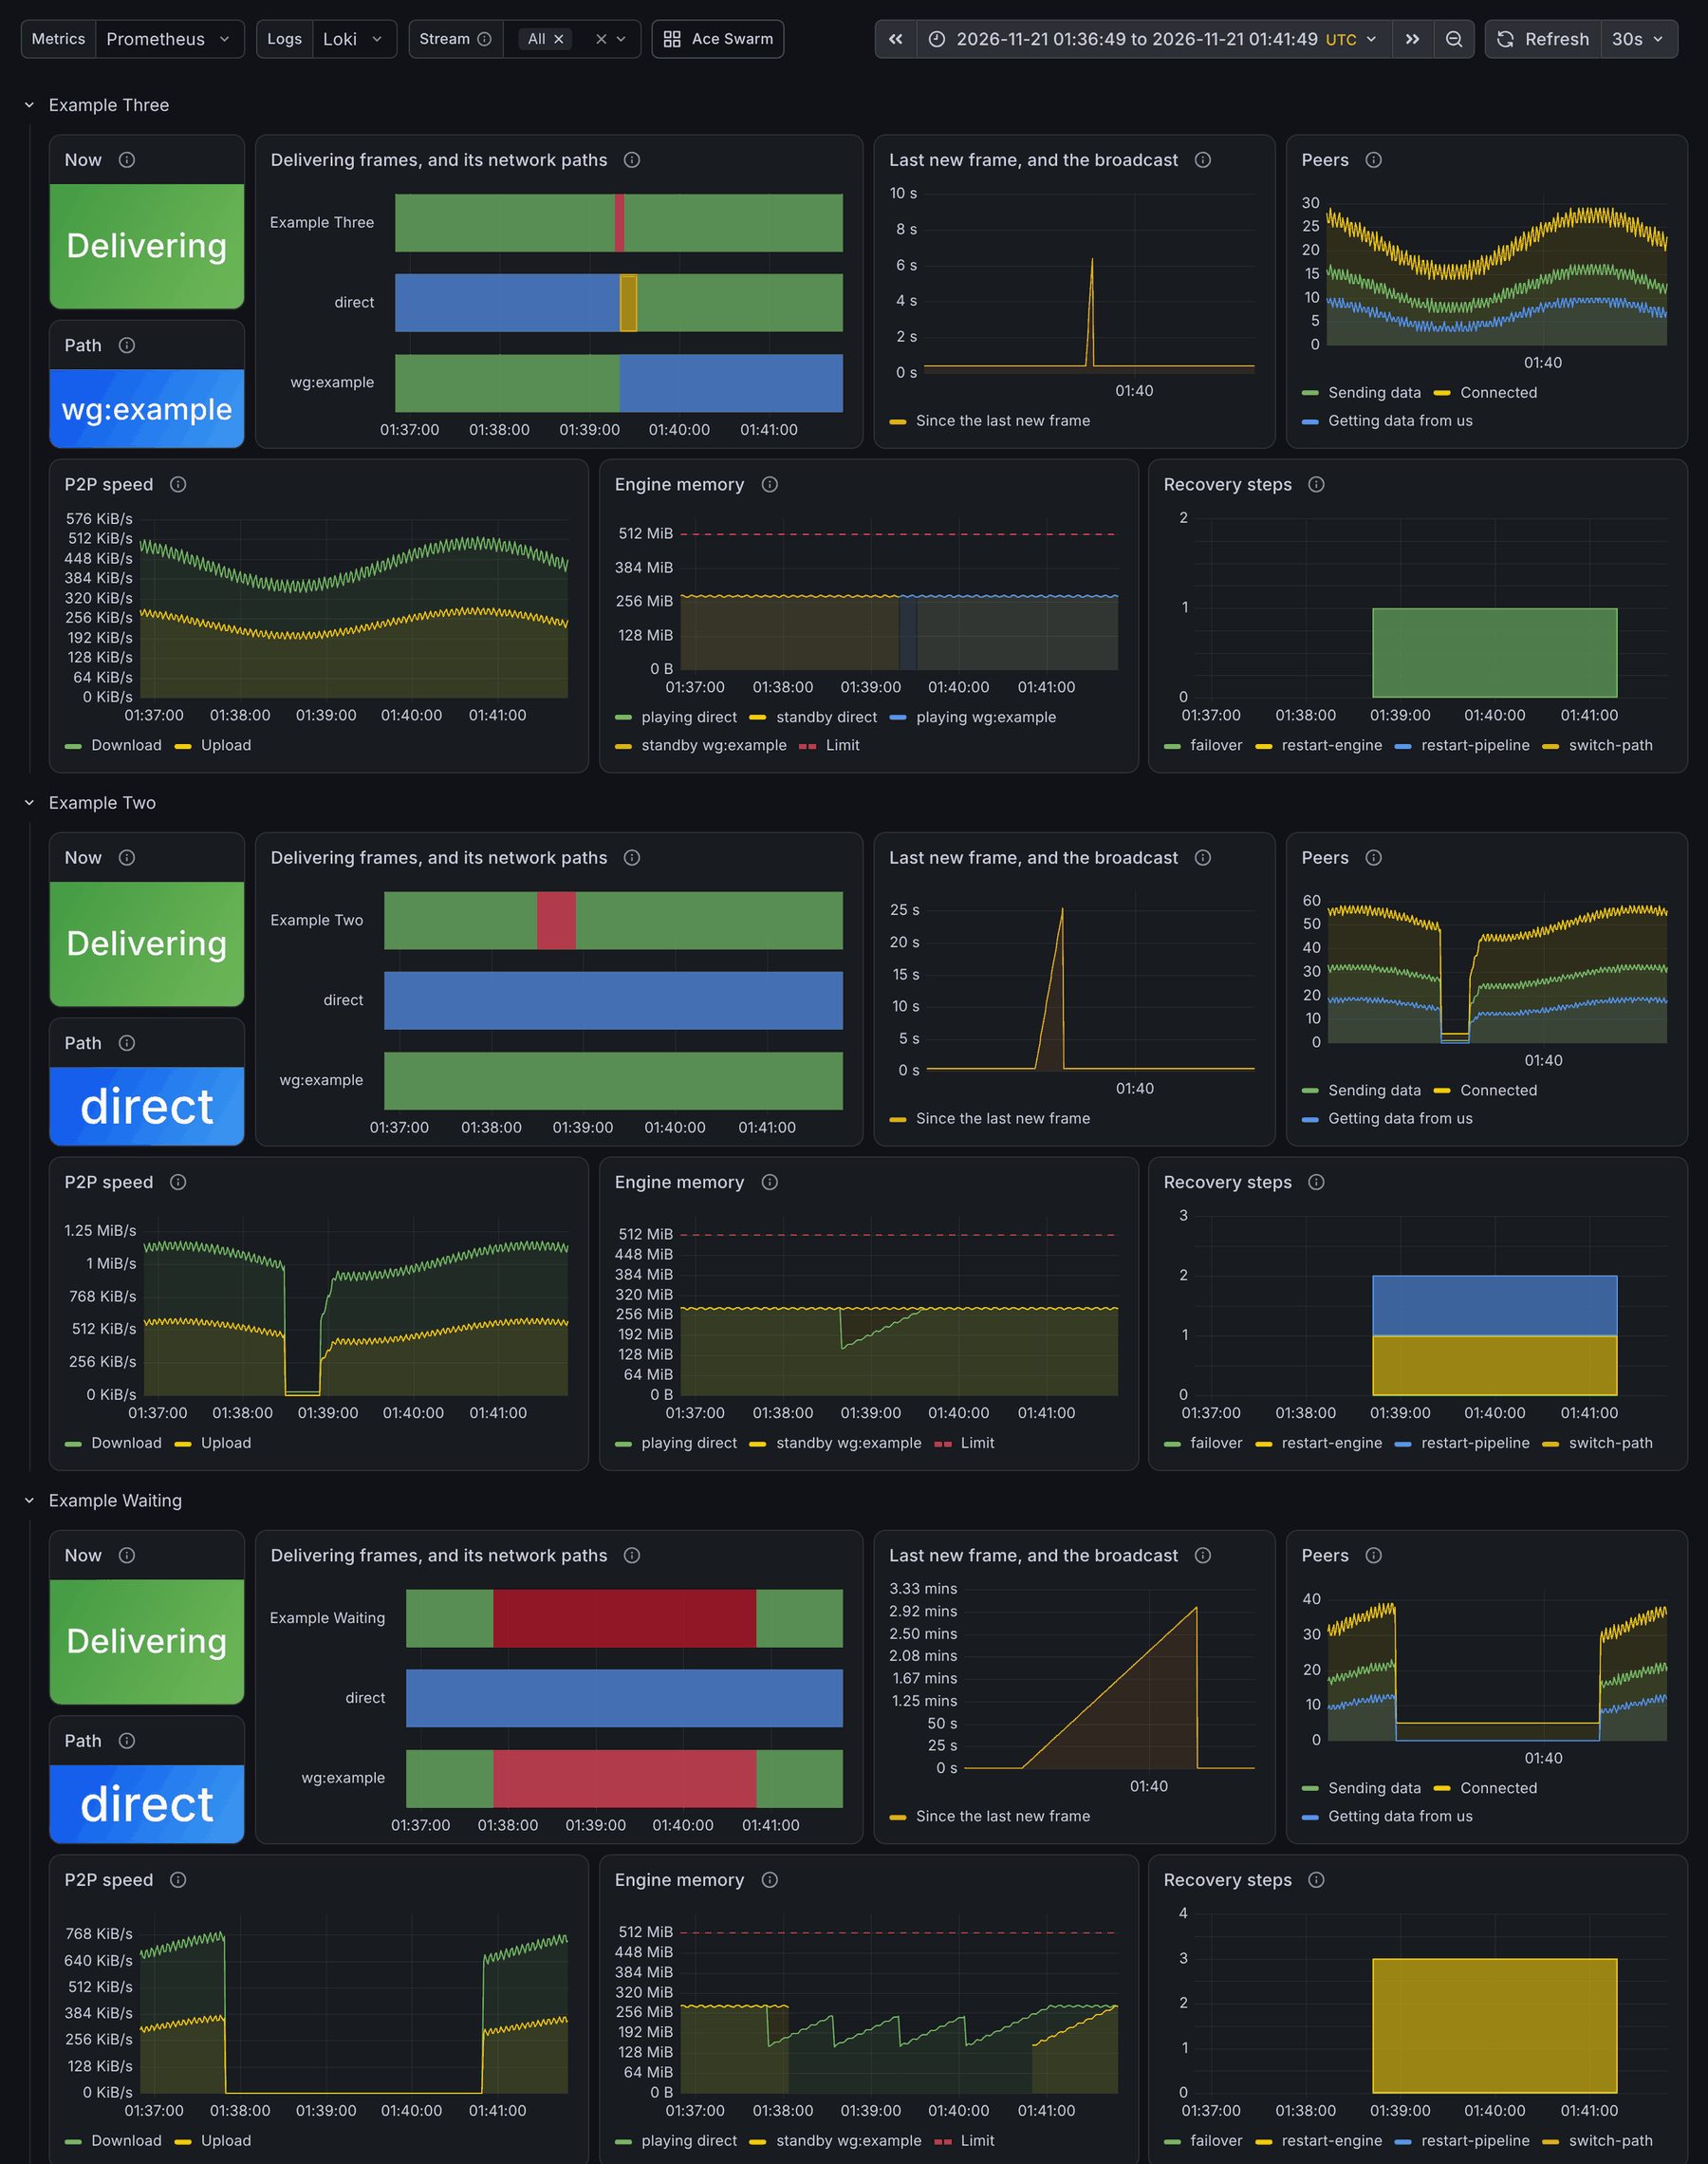 Metrics Prometheus Logs Loki Stream All Ace Swarm 2026-11-21 01:36:49 to 2026-11-21 01:41:49 UTC Refresh 30s
Example Three
Now
Delivering
Path
wg:example
Delivering frames, and its network paths
Example Three
direct
wg:example
01:37:00 01:38:00 01:39:00 01:40:00 01:41:00
Last new frame, and the broadcast
10 s
8 s
6 s
4 s
2 s
0 s
01:40
Since the last new frame
Peers
30
25
20
15
10
5
0
01:40
Sending data Connected
Getting data from us
P2P speed
576 KiB/s
512 KiB/s
448 KiB/s
384 KiB/s
320 KiB/s
256 KiB/s
192 KiB/s
128 KiB/s
64 KiB/s
0 KiB/s
01:37:00 01:38:00 01:39:00 01:40:00 01:41:00
Download Upload
Engine memory
512 MiB
384 MiB
256 MiB
128 MiB
0 B
01:37:00 01:38:00 01:39:00 01:40:00 01:41:00
playing direct standby direct playing wg:example
standby wg:example Limit
Recovery steps
2
1
0
01:37:00 01:38:00 01:39:00 01:40:00 01:41:00
failover restart-engine restart-pipeline switch-path
Example Two
Now
Delivering
Path
direct
Delivering frames, and its network paths
Example Two
direct
wg:example
01:37:00 01:38:00 01:39:00 01:40:00 01:41:00
Last new frame, and the broadcast
25 s
20 s
15 s
10 s
5 s
0 s
01:40
Since the last new frame
Peers
60
50
40
30
20
10
0
01:40
Sending data Connected
Getting data from us
P2P speed
1.25 MiB/s
1 MiB/s
768 KiB/s
512 KiB/s
256 KiB/s
0 KiB/s
01:37:00 01:38:00 01:39:00 01:40:00 01:41:00
Download Upload
Engine memory
512 MiB
448 MiB
384 MiB
320 MiB
256 MiB
192 MiB
128 MiB
64 MiB
0 B
01:37:00 01:38:00 01:39:00 01:40:00 01:41:00
playing direct standby wg:example Limit
Recovery steps
3
2
1
0
01:37:00 01:38:00 01:39:00 01:40:00 01:41:00
failover restart-engine restart-pipeline switch-path
Example Waiting
Now
Delivering
Path
direct
Delivering frames, and its network paths
Example Waiting
direct
wg:example
01:37:00 01:38:00 01:39:00 01:40:00 01:41:00
Last new frame, and the broadcast
3.33 mins
2.92 mins
2.50 mins
2.08 mins
1.67 mins
1.25 mins
50 s
25 s
0 s
01:40
Since the last new frame
Peers
40
30
20
10
0
01:40
Sending data Connected
Getting data from us
P2P speed
768 KiB/s
640 KiB/s
512 KiB/s
384 KiB/s
256 KiB/s
128 KiB/s
0 KiB/s
01:37:00 01:38:00 01:39:00 01:40:00 01:41:00
Download Upload
Engine memory
512 MiB
448 MiB
384 MiB
320 MiB
256 MiB
192 MiB
128 MiB
64 MiB
0 B
01:37:00 01:38:00 01:39:00 01:40:00 01:41:00
playing direct standby wg:example Limit
Recovery steps
4
3
2
1
0
01:37:00 01:38:00 01:39:00 01:40:00 01:41:00
failover restart-engine restart-pipeline switch-path